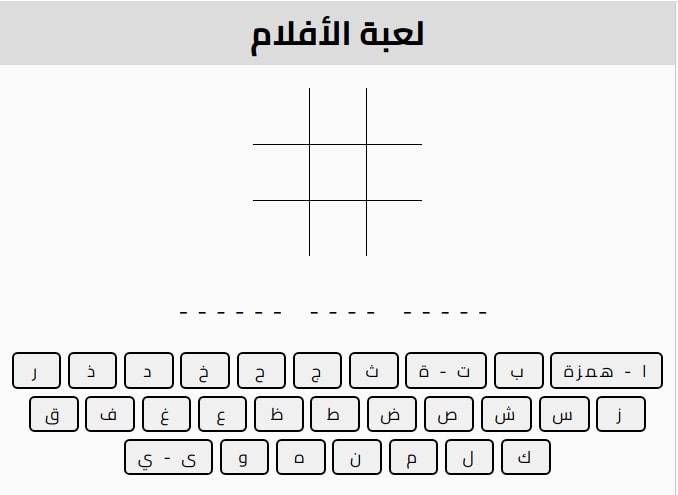 لعبة الأفلام
_ _ _ _ _   _ _ _ _   _ _ _ _ _ _
ا - همزة ب ت - ة ث ج ح خ د ذ ر
ز س ش ص ض ط ظ ع غ ف ق
ك ل م ن ه و ى - ي